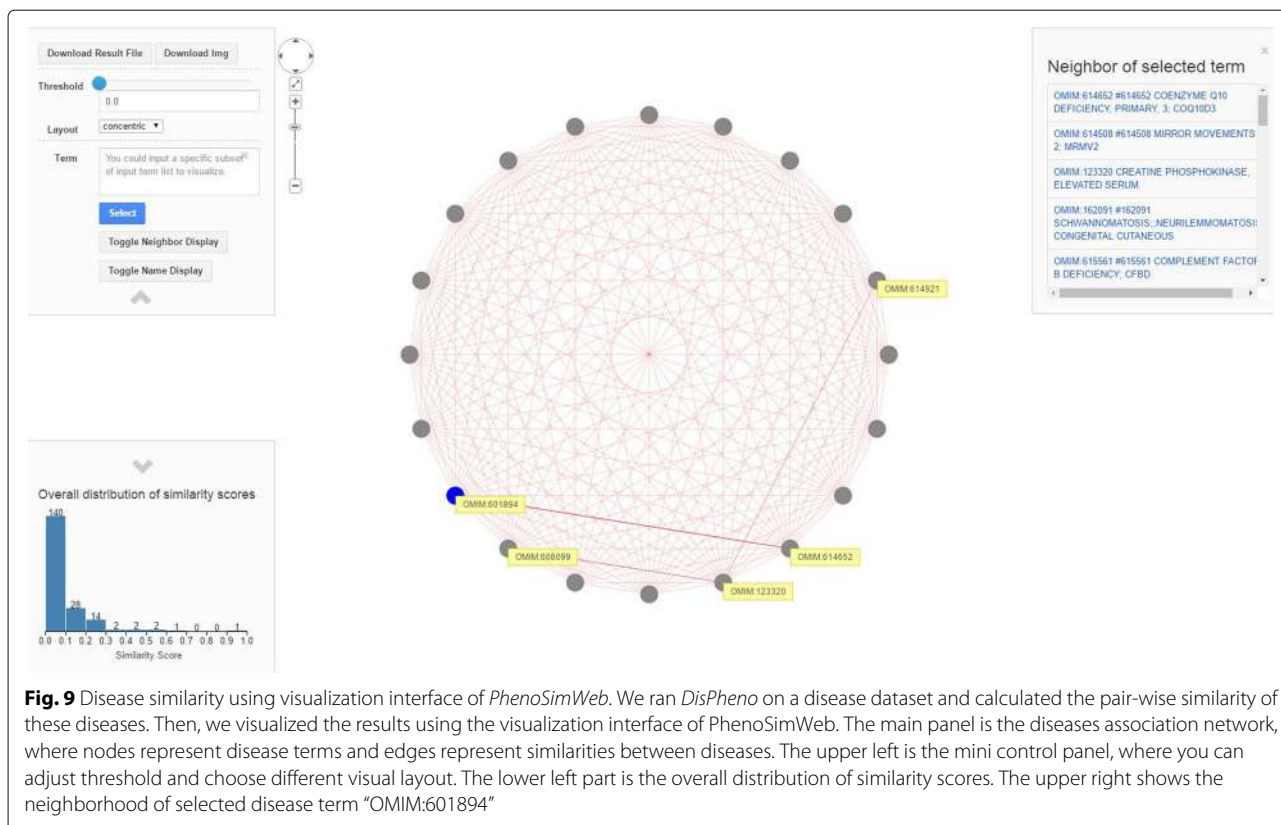 Download Result File Download Img
Threshold
0.0
Layout concentric
Term You could input a specific subset
of input term list to visualize.
Select
Toggle Neighbor Display
Toggle Name Display
Neighbor of selected term
OMIM:614652 #614652 COENZYME Q10
DEFICIENCY, PRIMARY, 3; COQ10D3
OMIM:614508 #614508 MIRROR MOVEMENTS
2; MRMV2
OMIM:123320 CREATINE PHOSPHOKINASE,
ELEVATED SERUM
OMIM:162091 #162091
SCHWANNOMATOSIS;;NEURILEMMOMATOSIS
CONGENITAL CUTANEOUS
OMIM:615561 #615561 COMPLEMENT FACTOR
B DEFICIENCY; CFBD
OMIM:614921
OMIM:601894
OMIM:608099
OMIM:614652
OMIM:123320
Overall distribution of similarity scores
140
28
14
2 2 2 1 0 0 1
0.0 0.1 0.2 0.3 0.4 0.5 0.6 0.7 0.8 0.9 1.0
Similarity Score
Fig. 9 Disease similarity using visualization interface of PhenoSimWeb. We ran DisPheno on a disease dataset and calculated the pair-wise similarity of
these diseases. Then, we visualized the results using the visualization interface of PhenoSimWeb. The main panel is the diseases association network,
where nodes represent disease terms and edges represent similarities between diseases. The upper left is the mini control panel, where you can
adjust threshold and choose different visual layout. The lower left part is the overall distribution of similarity scores. The upper right shows the
neighborhood of selected disease term “OMIM:601894”